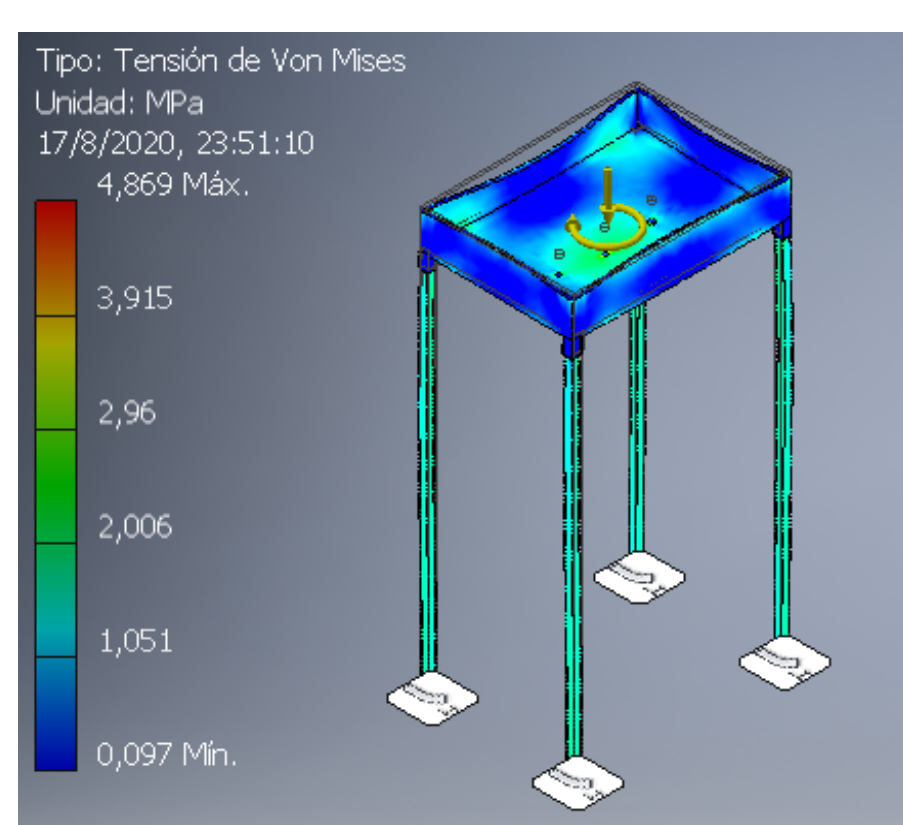 Tipo: Tensión de Von Mises
Unidad: MPa
17/8/2020, 23:51:10
4,869 Máx.
3,915
2,96
2,006
1,051
0,097 Mín.